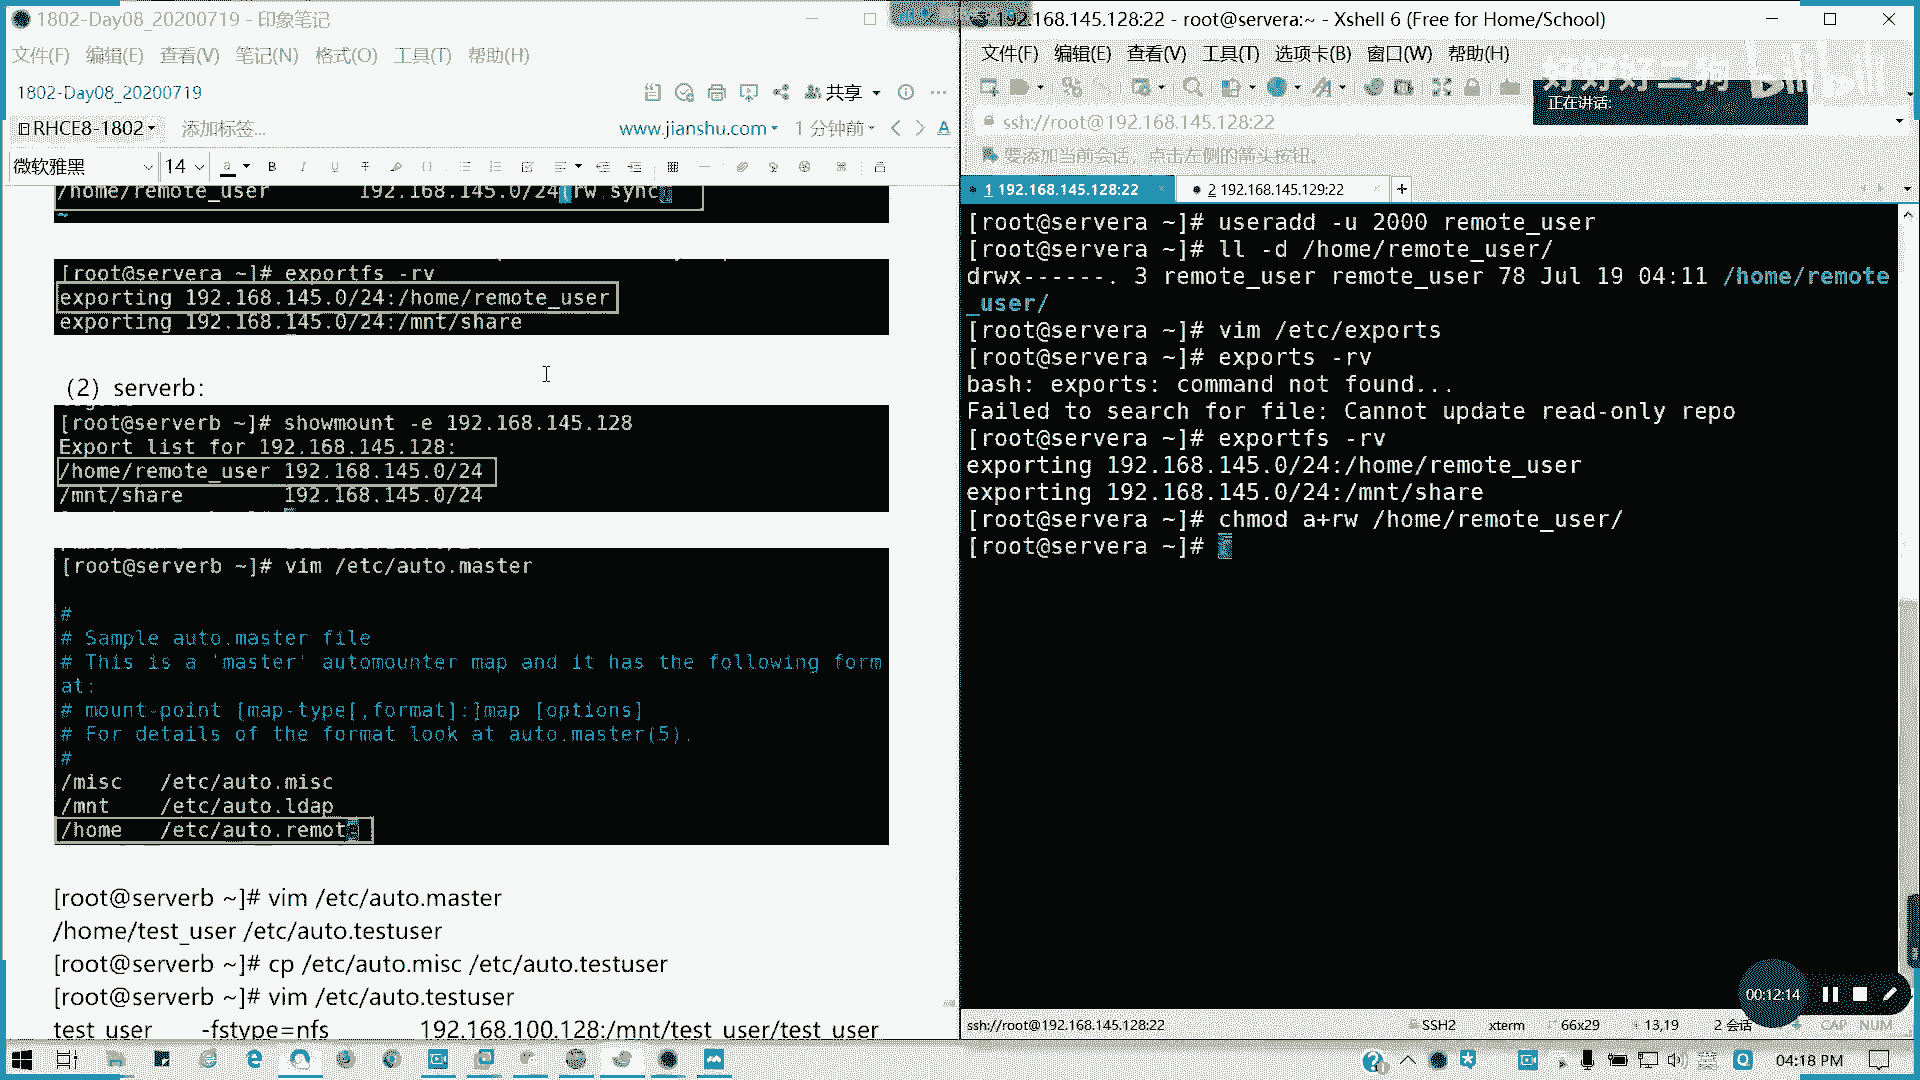 1802-Day08_20200719 - 印象笔记
文件(F) 编辑(E) 查看(V) 笔记(N) 格式(O) 工具(T) 帮助(H)
1802-Day08_20200719
共享
RHCE8-1802 添加标签...
www.jianshu.com 1 分钟前
微软雅黑 14
/home/remote_user 192.168.145.0/24(rw,sync)
[root@servera ~]# exportfs -rv
exporting 192.168.145.0/24:/home/remote_user
exporting 192.168.145.0/24:/mnt/share
（2）serverb：
[root@serverb ~]# showmount -e 192.168.145.128
Export list for 192.168.145.128:
/home/remote_user 192.168.145.0/24
/mnt/share 192.168.145.0/24
[root@serverb ~]# vim /etc/auto.master
#
# Sample auto.master file
# This is a 'master' automounter map and it has the following form
at:
# mount-point [map-type[,format]:]map [options]
# For details of the format look at auto.master(5).
#
/misc /etc/auto.misc
/mnt /etc/auto.ldap
/home /etc/auto.remot
[root@serverb ~]# vim /etc/auto.master
/home/test_user /etc/auto.testuser
[root@serverb ~]# cp /etc/auto.misc /etc/auto.testuser
[root@serverb ~]# vim /etc/auto.testuser
test_user -fstype=nfs 192.168.100.128:/mnt/test_user/test_user
192.168.145.128:22 - root@servera:~ - Xshell 6 (Free for Home/School)
文件(F) 编辑(E) 查看(V) 工具(T) 选项卡(B) 窗口(W) 帮助(H)
好好好二狗 bilibili
正在讲话:
ssh://root@192.168.145.128:22
要添加当前会话，点击左侧的箭头按钮。
1 192.168.145.128:22 2 192.168.145.129:22
[root@servera ~]# useradd -u 2000 remote_user
[root@servera ~]# ll -d /home/remote_user/
drwx------. 3 remote_user remote_user 78 Jul 19 04:11 /home/remote
_user/
[root@servera ~]# vim /etc/exports
[root@servera ~]# exports -rv
bash: exports: command not found...
Failed to search for file: Cannot update read-only repo
[root@servera ~]# exportfs -rv
exporting 192.168.145.0/24:/home/remote_user
exporting 192.168.145.0/24:/mnt/share
[root@servera ~]# chmod a+rw /home/remote_user/
[root@servera ~]#
00:12:14
ssh://root@192.168.145.128:22 SSH2 xterm 66x29 13,19 2 会话 CAP NUM
04:18 PM